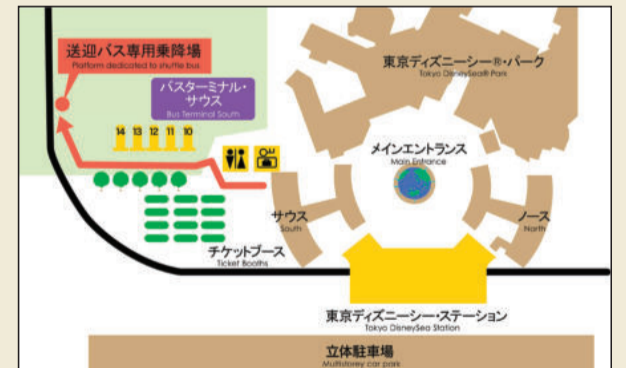 送迎バス専用乗降場
Platform dedicated to shuttle bus
バスターミナル・
サウス
Bus Terminal South
東京ディズニーシー®・パーク
Tokyo DisneySea® Park
14 13 12 11 10
メインエントランス
Main Entrance
サウス
South
ノース
North
チケットブース
Ticket Booths
東京ディズニーシー・ステーション
Tokyo DisneySea Station
立体駐車場
Multistorey car park